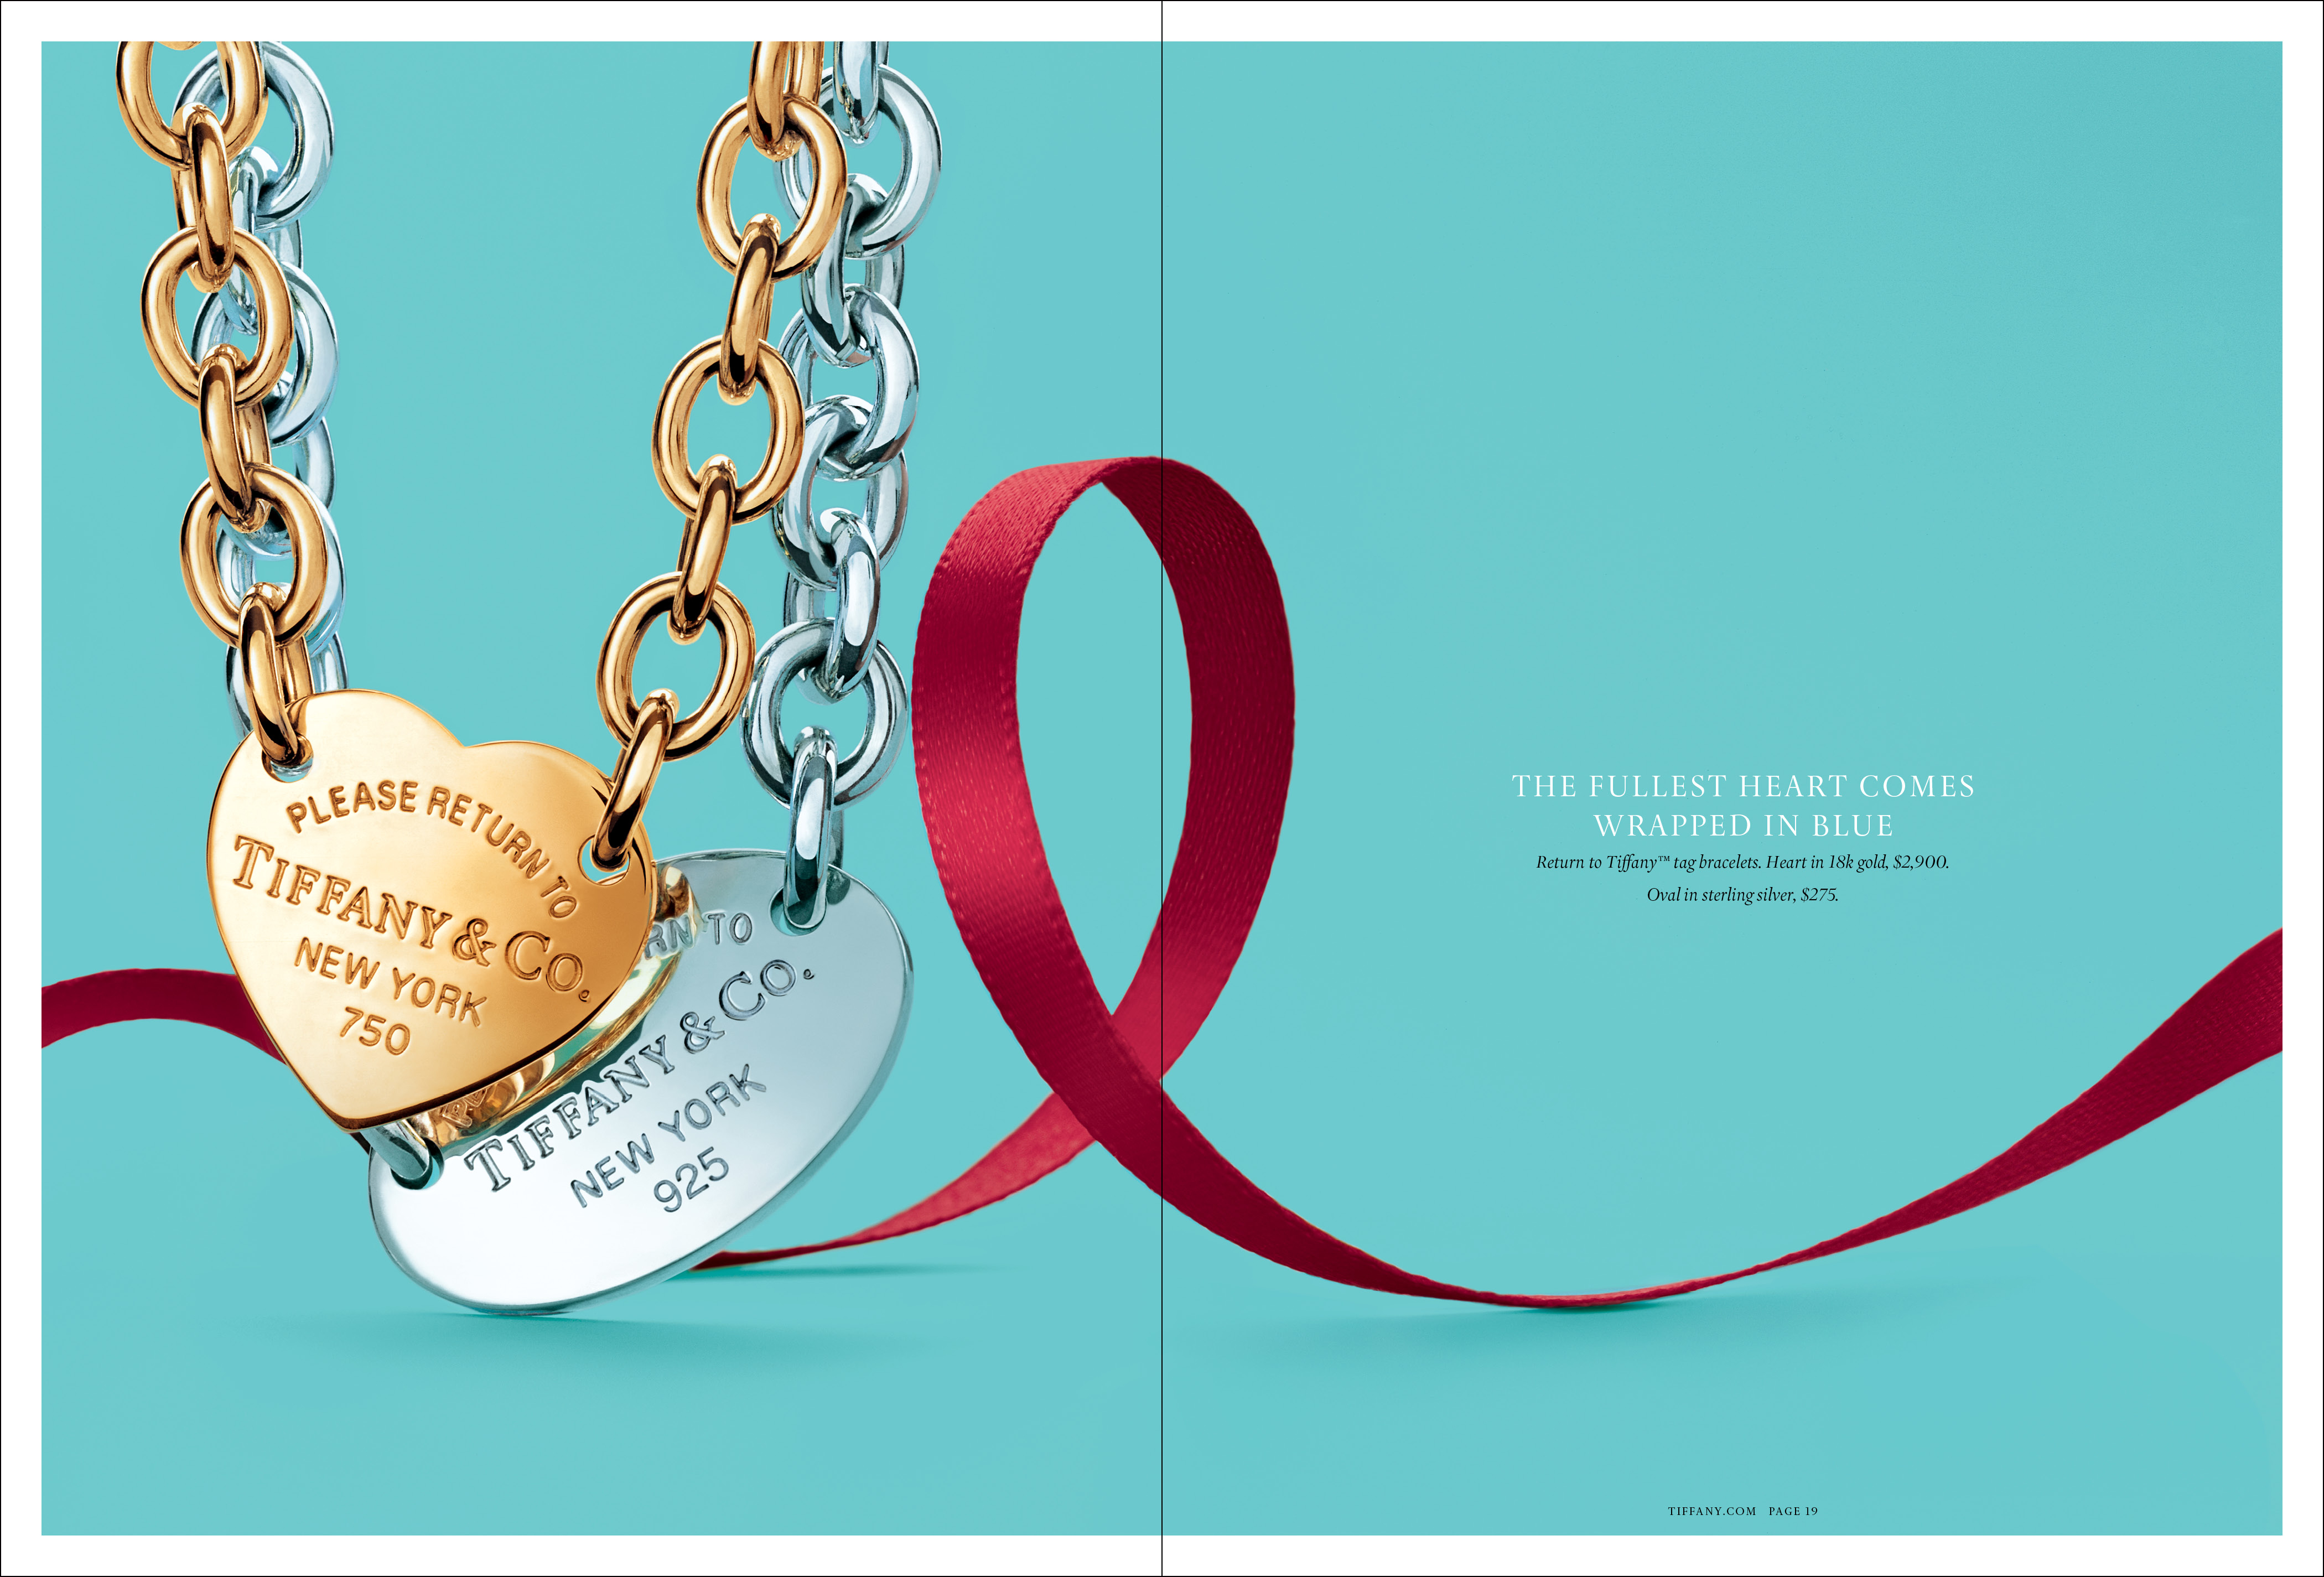 PLEASE RETURN TO
TIFFANY & CO.
NEW YORK
750
RN TO
TIFFANY & CO.
NEW YORK
925
THE FULLEST HEART COMES
WRAPPED IN BLUE
Return to Tiffany™ tag bracelets. Heart in 18k gold, $2,900.
Oval in sterling silver, $275.
TIFFANY.COM PAGE 19